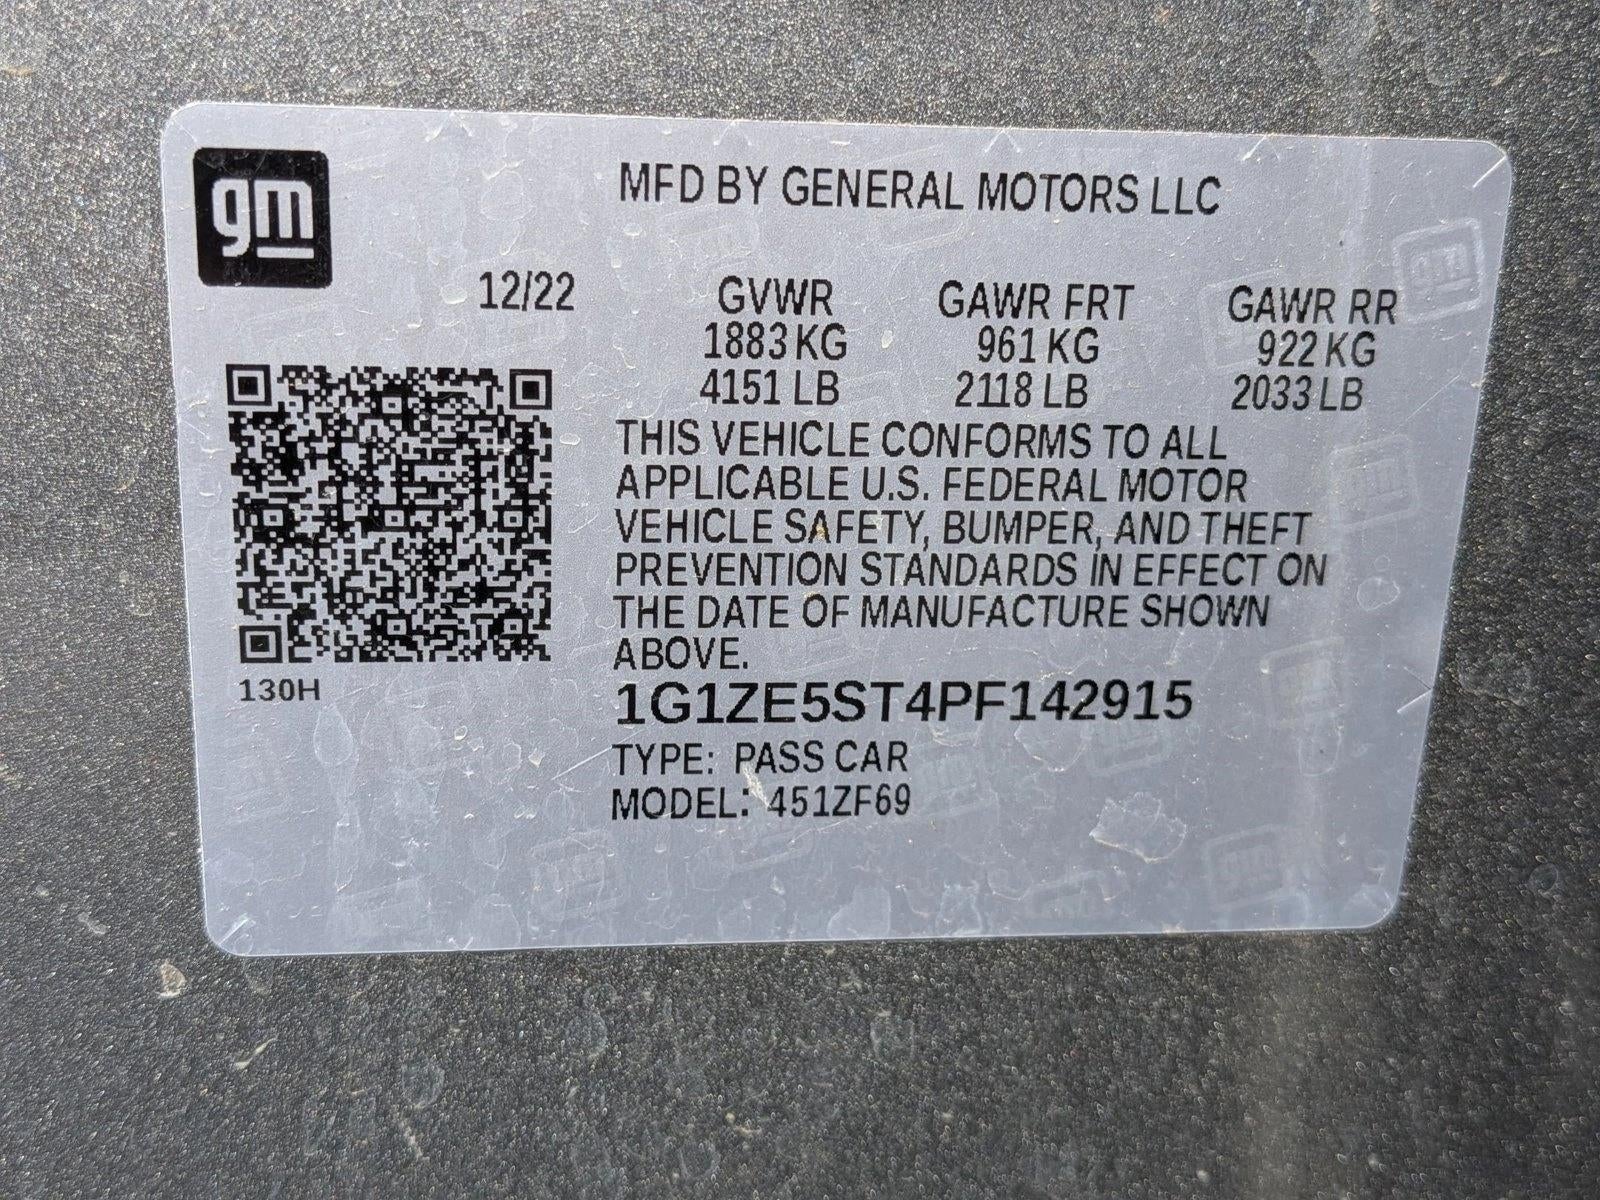 gm
MFD BY GENERAL MOTORS LLC
12/22 GVWR GAWR FRT GAWR RR
1883 KG 961 KG 922 KG
4151 LB 2118 LB 2033 LB
THIS VEHICLE CONFORMS TO ALL
APPLICABLE U.S. FEDERAL MOTOR
VEHICLE SAFETY, BUMPER, AND THEFT
PREVENTION STANDARDS IN EFFECT ON
THE DATE OF MANUFACTURE SHOWN
ABOVE.
130H
1G1ZE5ST4PF142915
TYPE: PASS CAR
MODEL: 451ZF69